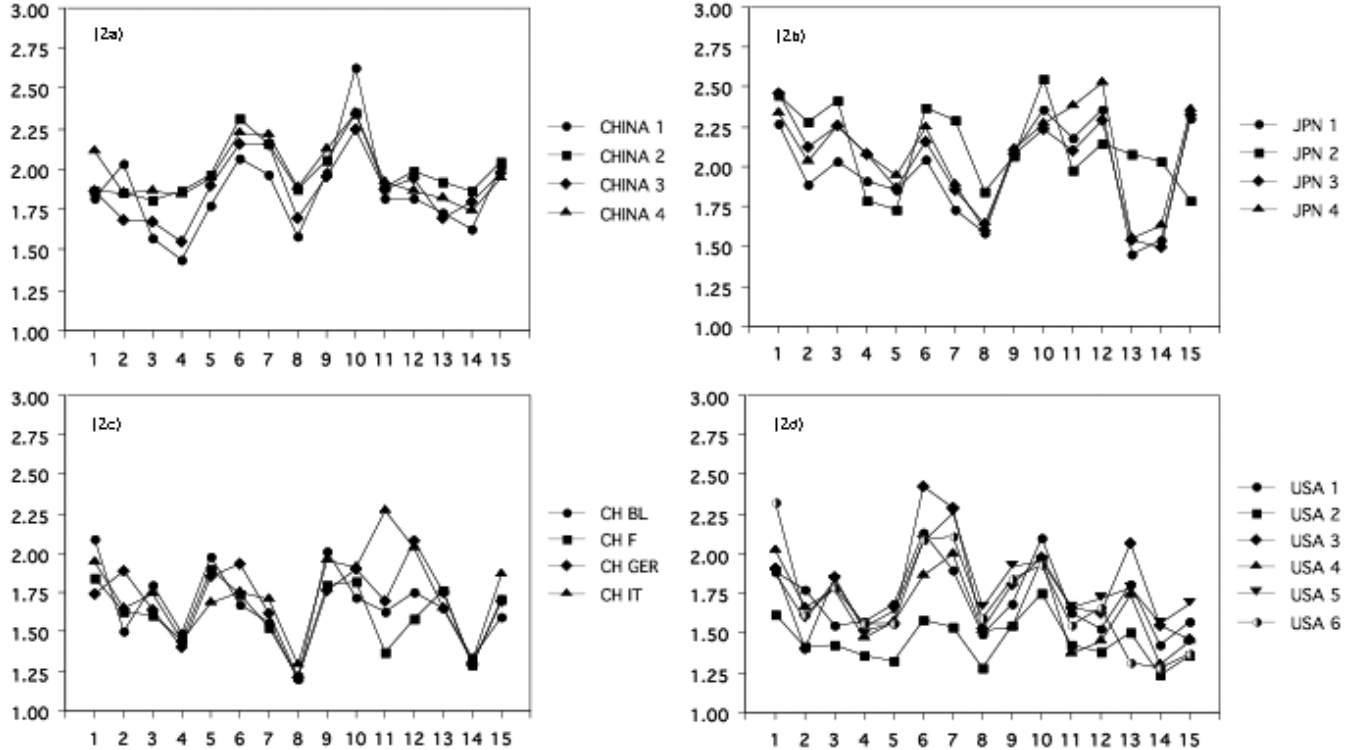 3.00
2.75
2.50
2.25
2.00
1.75
1.50
1.25
1.00
(2a)
1 2 3 4 5 6 7 8 9 10 11 12 13 14 15
CHINA 1
CHINA 2
CHINA 3
CHINA 4
3.00
2.75
2.50
2.25
2.00
1.75
1.50
1.25
1.00
(2b)
1 2 3 4 5 6 7 8 9 10 11 12 13 14 15
JPN 1
JPN 2
JPN 3
JPN 4
3.00
2.75
2.50
2.25
2.00
1.75
1.50
1.25
1.00
(2c)
1 2 3 4 5 6 7 8 9 10 11 12 13 14 15
CH BL
CH F
CH GER
CH IT
3.00
2.75
2.50
2.25
2.00
1.75
1.50
1.25
1.00
(2d)
1 2 3 4 5 6 7 8 9 10 11 12 13 14 15
USA 1
USA 2
USA 3
USA 4
USA 5
USA 6